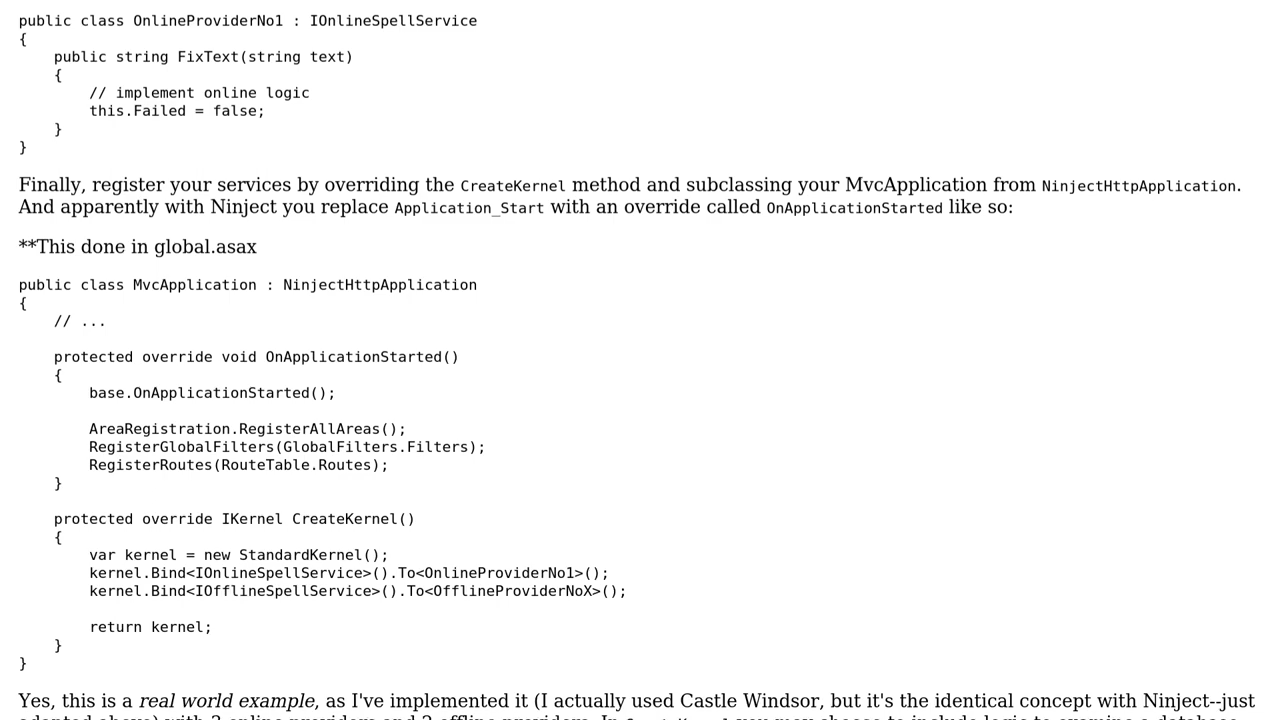 public class OnlineProviderNo1 : IOnlineSpellService
{
    public string FixText(string text)
    {
        // implement online logic
        this.Failed = false;
    }
}
Finally, register your services by overriding the CreateKernel method and subclassing your MvcApplication from NinjectHttpApplication.
And apparently with Ninject you replace Application_Start with an override called OnApplicationStarted like so:
**This done in global.asax
public class MvcApplication : NinjectHttpApplication
{
    // ...
    protected override void OnApplicationStarted()
    {
        base.OnApplicationStarted();
        AreaRegistration.RegisterAllAreas();
        RegisterGlobalFilters(GlobalFilters.Filters);
        RegisterRoutes(RouteTable.Routes);
    }
    protected override IKernel CreateKernel()
    {
        var kernel = new StandardKernel();
        kernel.Bind<IOnlineSpellService>().To<OnlineProviderNo1>();
        kernel.Bind<IOfflineSpellService>().To<OfflineProviderNoX>();
        return kernel;
    }
}
Yes, this is a real world example, as I've implemented it (I actually used Castle Windsor, but it's the identical concept with Ninject--just